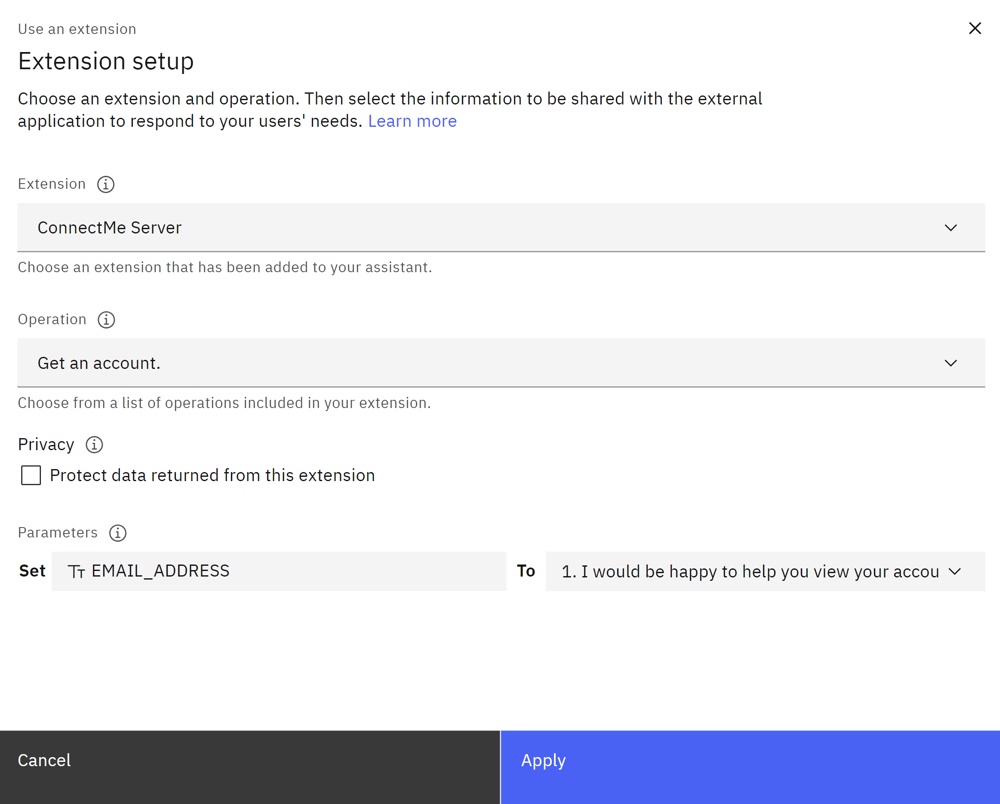 Use an extension
Extension setup
Choose an extension and operation. Then select the information to be shared with the external
application to respond to your users' needs. Learn more
Extension
ConnectMe Server
Choose an extension that has been added to your assistant.
Operation
Get an account.
Choose from a list of operations included in your extension.
Privacy
Protect data returned from this extension
Parameters
Set EMAIL_ADDRESS To 1. I would be happy to help you view your accou
Cancel Apply